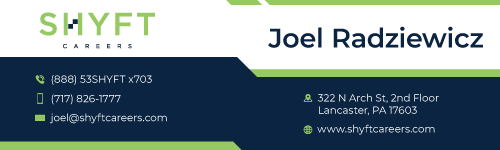 SHYFT
CAREERS
Joel Radziewicz
(888) 53SHYFT x703
(717) 826-1777
joel@shyftcareers.com
322 N Arch St, 2nd Floor
Lancaster, PA 17603
www.shyftcareers.com